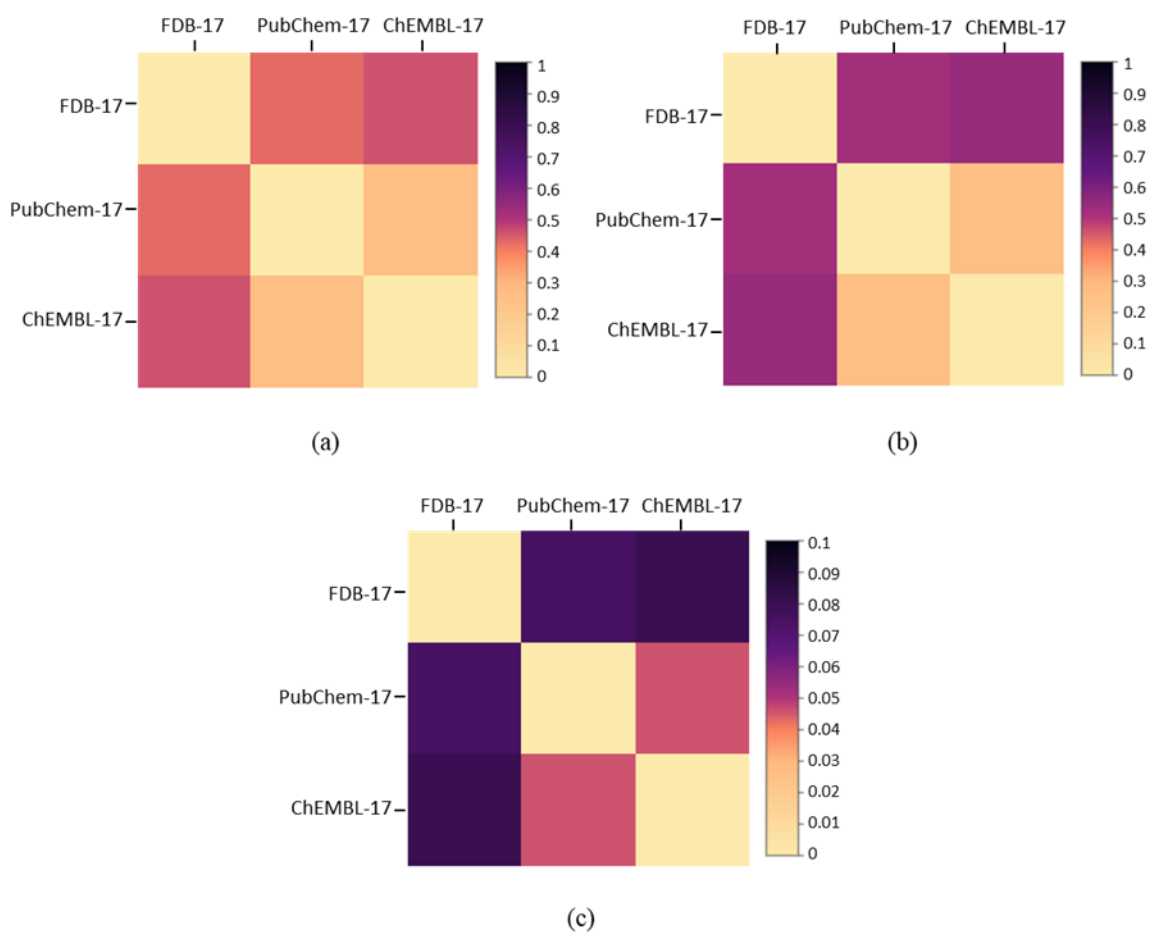 FDB-17 PubChem-17 ChEMBL-17
FDB-17
PubChem-17
ChEMBL-17
1
0.9
0.8
0.7
0.6
0.5
0.4
0.3
0.2
0.1
0
(a)
FDB-17 PubChem-17 ChEMBL-17
FDB-17
PubChem-17
ChEMBL-17
1
0.9
0.8
0.7
0.6
0.5
0.4
0.3
0.2
0.1
0
(b)
FDB-17 PubChem-17 ChEMBL-17
FDB-17
PubChem-17
ChEMBL-17
0.1
0.09
0.08
0.07
0.06
0.05
0.04
0.03
0.02
0.01
0
(c)